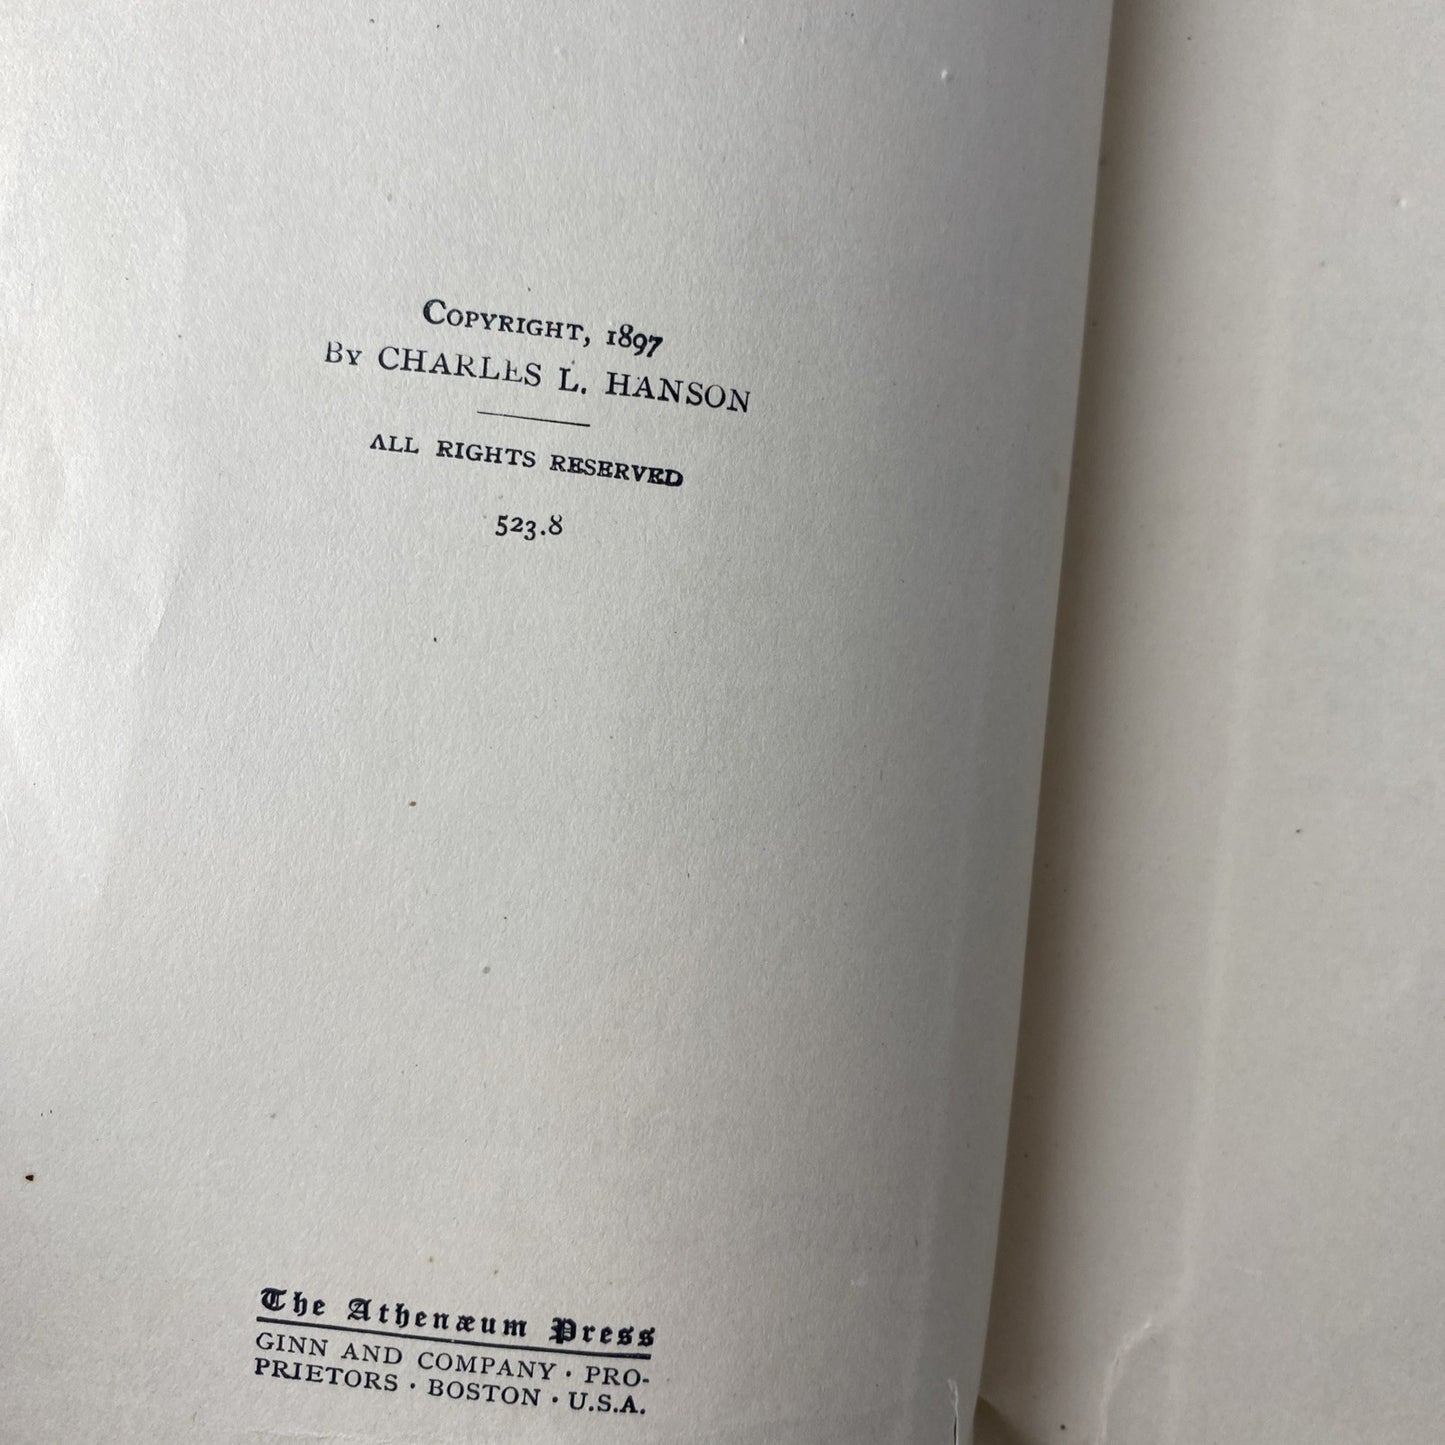 COPYRIGHT, 1897
BY CHARLES L. HANSON
ALL RIGHTS RESERVED
523.8
The Athenæum Press
GINN AND COMPANY · PRO-
PRIETORS · BOSTON · U.S.A.